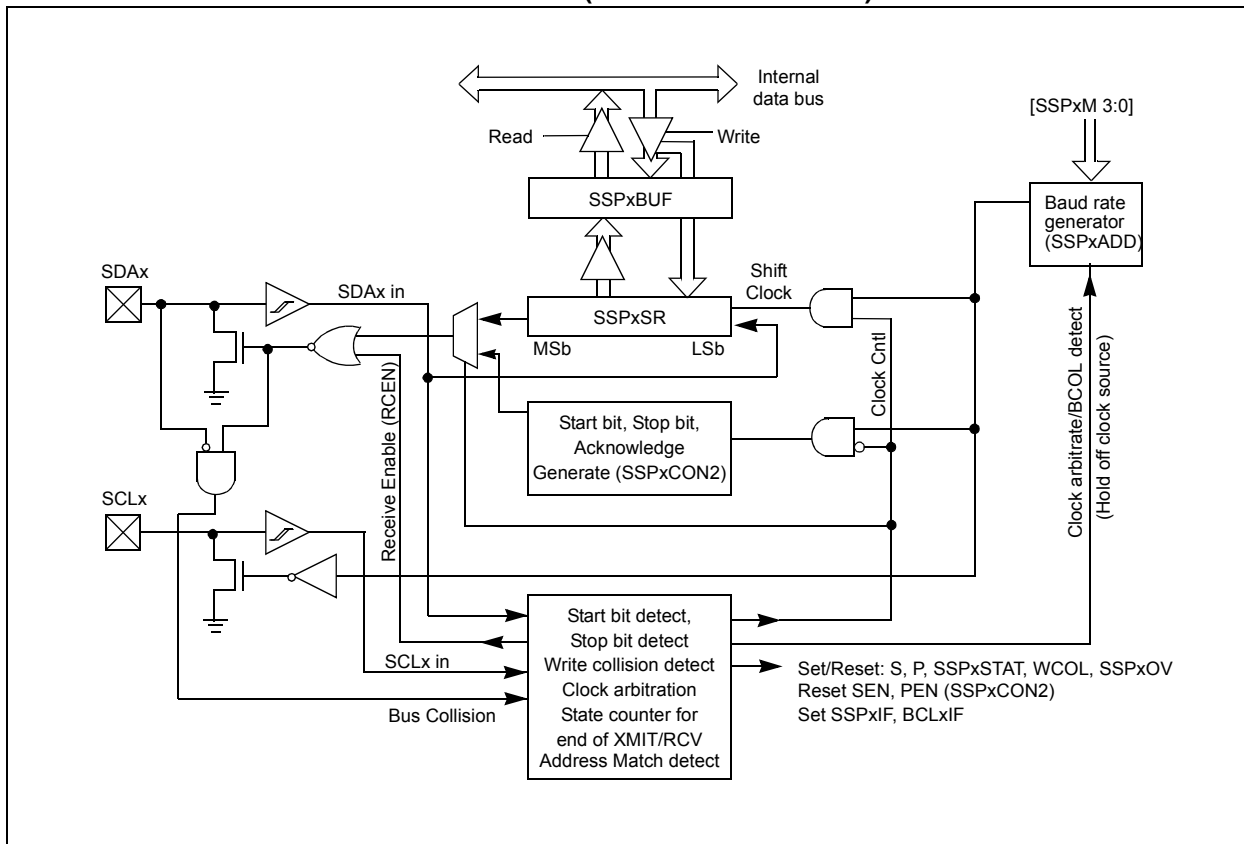 Internal
data bus
[SSPxM 3:0]
Read
Write
SSPxBUF
Baud rate
generator
(SSPxADD)
SDAx
Shift
Clock
SDAx in
SSPxSR
MSb
LSb
Clock Cntl
Receive Enable (RCEN)
Start bit, Stop bit,
Acknowledge
Generate (SSPxCON2)
Clock arbitrate/BCOL detect
(Hold off clock source)
SCLx
Start bit detect,
Stop bit detect
Write collision detect
Clock arbitration
State counter for
end of XMIT/RCV
Address Match detect
SCLx in
Bus Collision
Set/Reset: S, P, SSPxSTAT, WCOL, SSPxOV
Reset SEN, PEN (SSPxCON2)
Set SSPxIF, BCLxIF